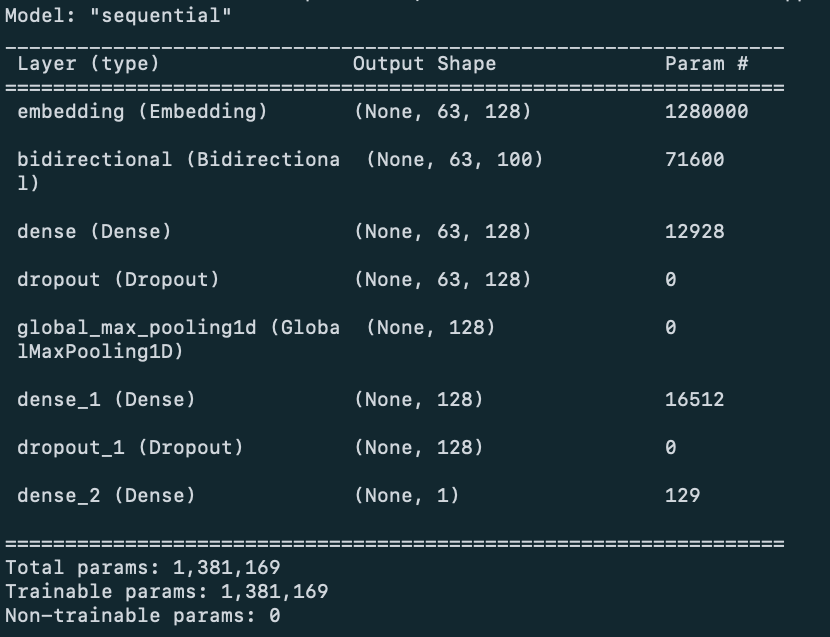 Model: "sequential"
_________________________________________________________________
Layer (type) Output Shape Param #
=================================================================
embedding (Embedding) (None, 63, 128) 1280000
bidirectional (Bidirectiona (None, 63, 100) 71600
l)
dense (Dense) (None, 63, 128) 12928
dropout (Dropout) (None, 63, 128) 0
global_max_pooling1d (Globa (None, 128) 0
lMaxPooling1D)
dense_1 (Dense) (None, 128) 16512
dropout_1 (Dropout) (None, 128) 0
dense_2 (Dense) (None, 1) 129
=================================================================
Total params: 1,381,169
Trainable params: 1,381,169
Non-trainable params: 0